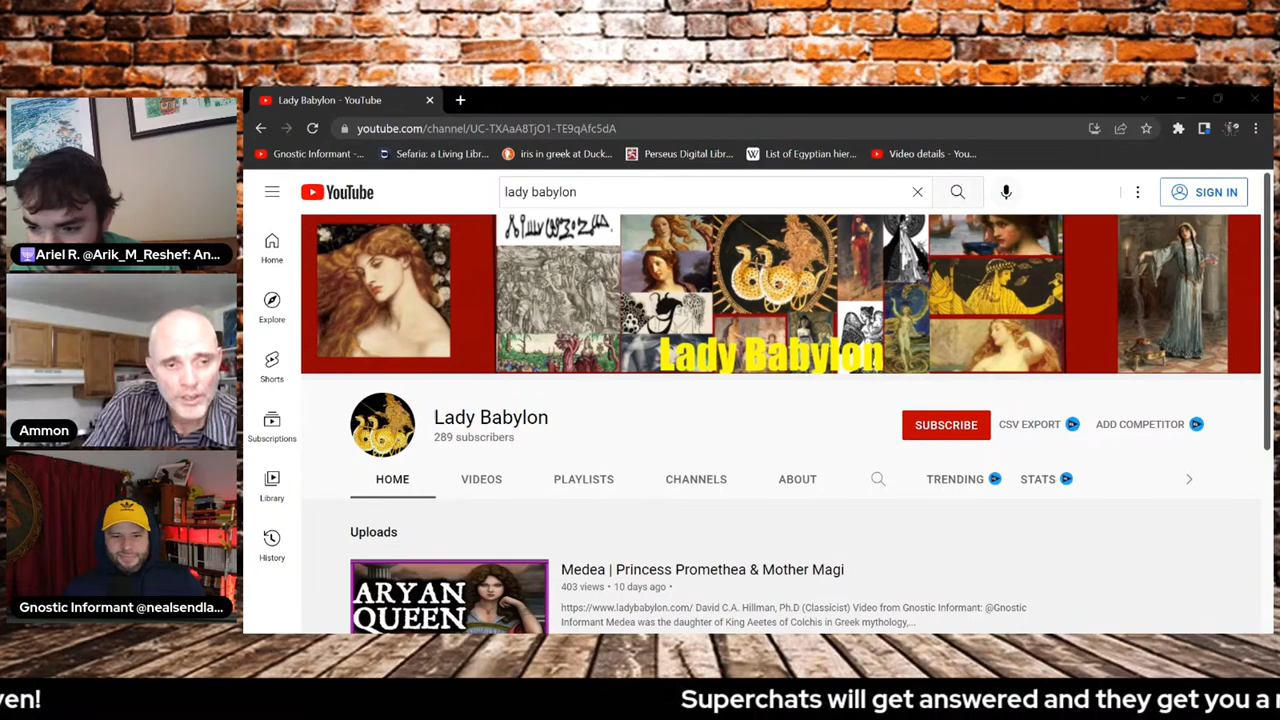 Lady Babylon - YouTube
youtube.com/channel/UC-TXAaA8TjO1-TE9qAfc5dA
Gnostic Informant -...
Sefaria: a Living Libr...
iris in greek at Duck...
Perseus Digital Libr...
List of Egyptian hier...
Video details - You...
YouTube
lady babylon
SIGN IN
Home
Explore
Shorts
Subscriptions
Library
History
Lady Babylon
Lady Babylon
289 subscribers
SUBSCRIBE
CSV EXPORT
ADD COMPETITOR
HOME
VIDEOS
PLAYLISTS
CHANNELS
ABOUT
TRENDING
STATS
Uploads
ARYAN
QUEEN
Medea | Princess Promethea & Mother Magi
403 views • 10 days ago •
https://www.ladybabylon.com/ David C.A. Hillman, Ph.D (Classicist) Video from Gnostic Informant: @Gnostic
Informant Medea was the daughter of King Aeetes of Colchis in Greek mythology,...
Ariel R. @Arik_M_Reshef: An...
Ammon
Gnostic Informant @nealsendla...
ven!
Superchats will get answered and they get you a